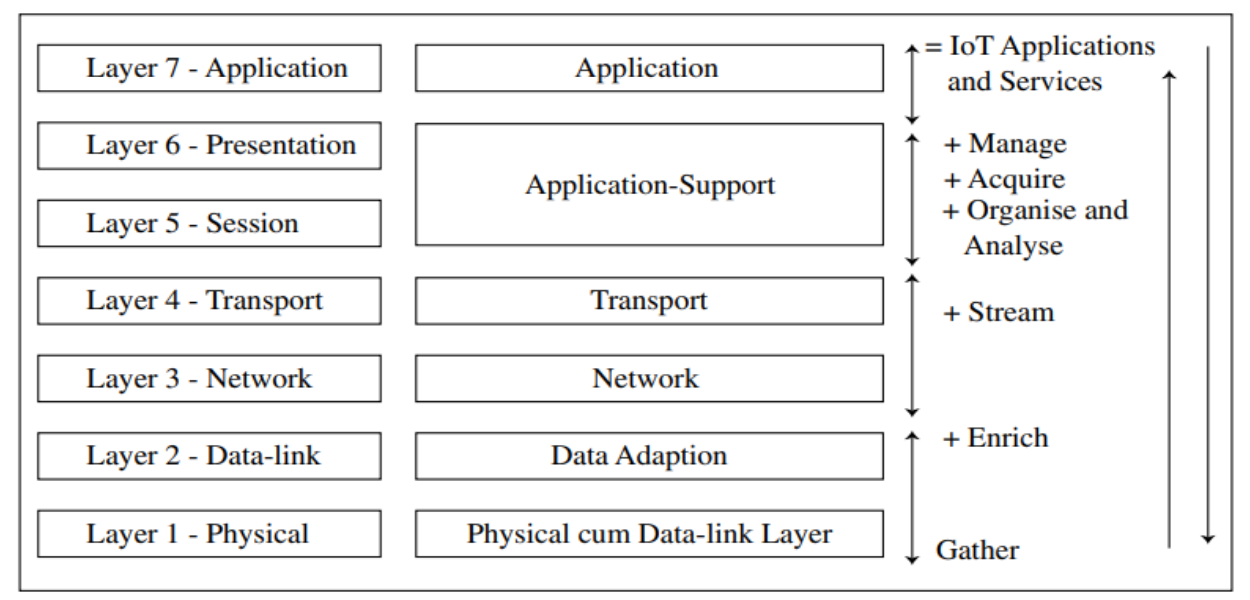 Layer 7 - Application
Application
= IoT Applications
and Services
Layer 6 - Presentation
Application-Support
+ Manage
+ Acquire
+ Organise and
Analyse
Layer 5 - Session
Layer 4 - Transport
Transport
+ Stream
Layer 3 - Network
Network
Layer 2 - Data-link
Data Adaption
+ Enrich
Layer 1 - Physical
Physical cum Data-link Layer
Gather